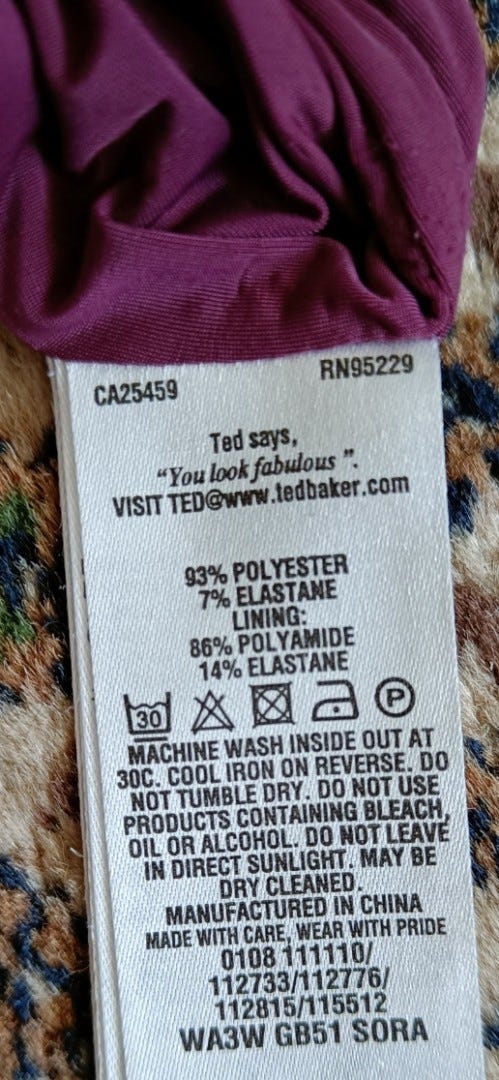 CA25459 RN95229
Ted says,
“You look fabulous ”.
VISIT TED@www.tedbaker.com
93% POLYESTER
7% ELASTANE
LINING:
86% POLYAMIDE
14% ELASTANE
30 P
MACHINE WASH INSIDE OUT AT
30C. COOL IRON ON REVERSE. DO
NOT TUMBLE DRY. DO NOT USE
PRODUCTS CONTAINING BLEACH,
OIL OR ALCOHOL. DO NOT LEAVE
IN DIRECT SUNLIGHT. MAY BE
DRY CLEANED.
MANUFACTURED IN CHINA
MADE WITH CARE, WEAR WITH PRIDE
0108 111110/
112733/112776/
112815/115512
WA3W GB51 SORA